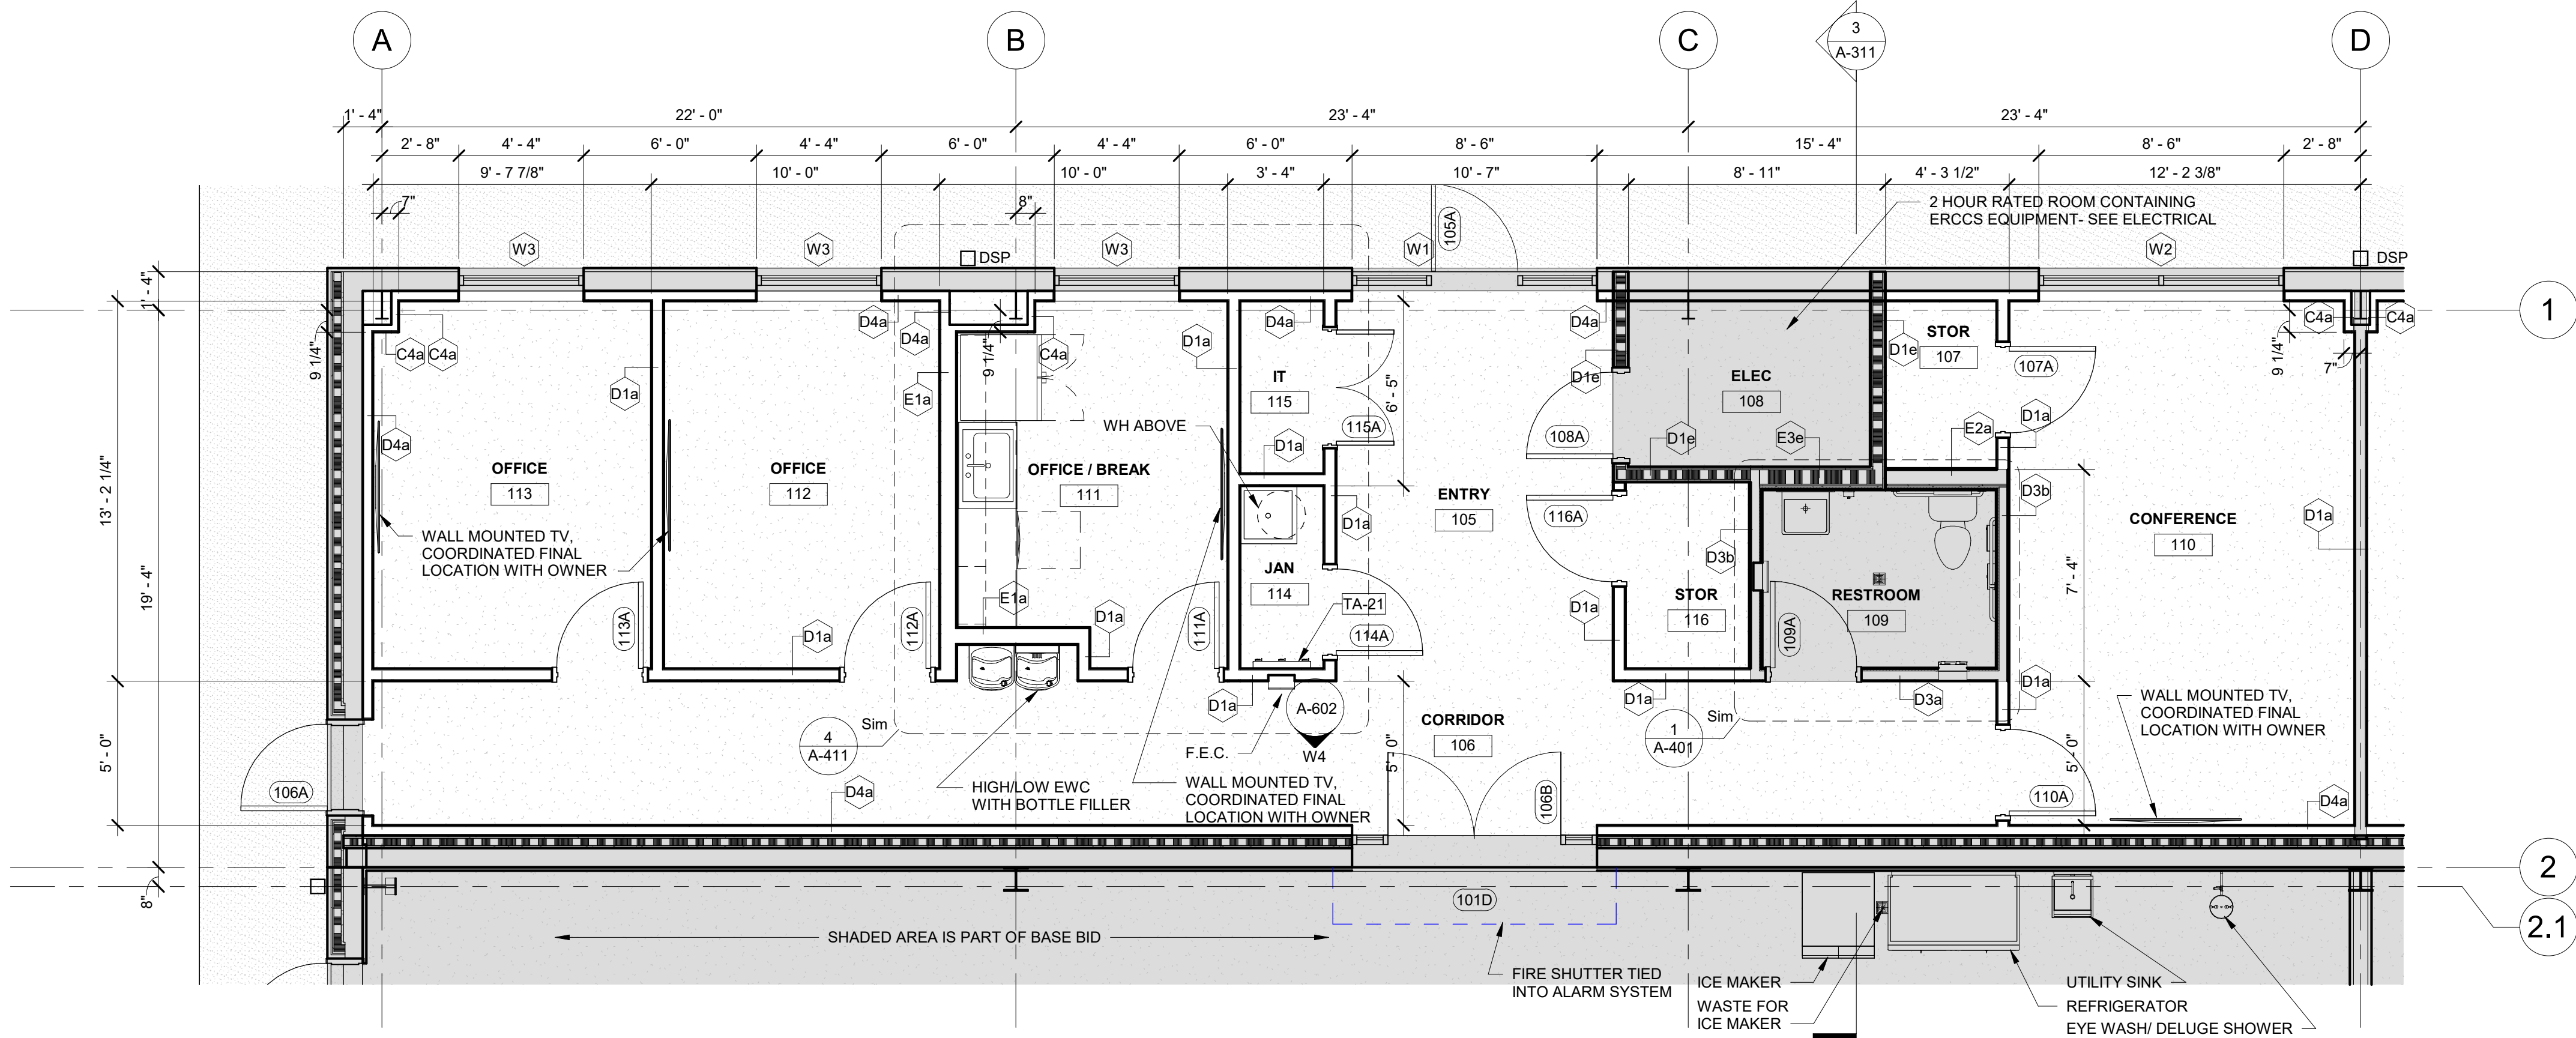 A
B
C
3
A-311
D
1' - 4"
22' - 0"
23' - 4"
23' - 4"
2' - 8"
4' - 4"
6' - 0"
4' - 4"
6' - 0"
4' - 4"
6' - 0"
8' - 6"
15' - 4"
8' - 6"
2' - 8"
9' - 7 7/8"
10' - 0"
10' - 0"
3' - 4"
10' - 7"
8' - 11"
4' - 3 1/2"
12' - 2 3/8"
7"
8"
2 HOUR RATED ROOM CONTAINING
ERCCS EQUIPMENT- SEE ELECTRICAL
W3
W3
W3
W1
105A
W2
DSP
DSP
1' - 4"
1
D4a
D4a
D4a
D4a
C4a
C4a
C4a
C4a
C4a
9 1/4"
9 1/4"
9 1/4"
7"
D1a
D1e
D1e
STOR
107
107A
D1a
E1a
IT
115
6' - 5"
ELEC
108
D1a
E2a
115A
WH ABOVE
D4a
D1a
108A
D1e
E3e
OFFICE
113
OFFICE
112
OFFICE / BREAK
111
ENTRY
105
D3b
13' - 2 1/4"
WALL MOUNTED TV,
COORDINATED FINAL
LOCATION WITH OWNER
D1a
116A
CONFERENCE
110
D1a
D3b
JAN
114
19' - 4"
7' - 4"
E1a
TA-21
D1a
STOR
116
RESTROOM
109
113A
112A
D1a
D1a
111A
114A
109A
D1a
A-602
W4
D1a
D3a
D1a
4
A-411
Sim
CORRIDOR
106
1
A-401
Sim
WALL MOUNTED TV,
COORDINATED FINAL
LOCATION WITH OWNER
F.E.C.
5' - 0"
5' - 0"
5' - 0"
106A
D4a
HIGH/LOW EWC
WITH BOTTLE FILLER
WALL MOUNTED TV,
COORDINATED FINAL
LOCATION WITH OWNER
106B
110A
D4a
2
8"
101D
2.1
SHADED AREA IS PART OF BASE BID
FIRE SHUTTER TIED
INTO ALARM SYSTEM
ICE MAKER
WASTE FOR
ICE MAKER
UTILITY SINK
REFRIGERATOR
EYE WASH/ DELUGE SHOWER